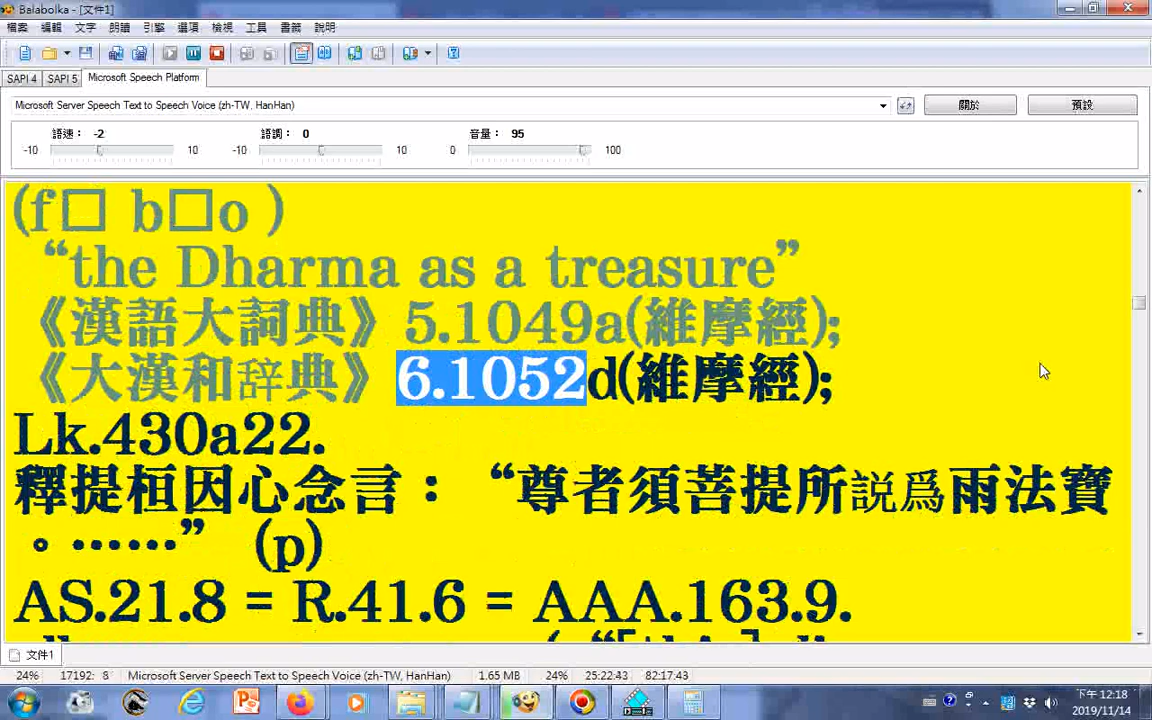 Balabolka - [文件1]
檔案 編輯 文字 朗讀 引擎 選項 檢視 工具 書籤 說明
SAPI 4 SAPI 5 Microsoft Speech Platform
Microsoft Server Speech Text to Speech Voice (zh-TW, HanHan) 關於 預設
語速： -2 語調： 0 音量： 95
-10 10 -10 10 0 100
(f□ b□o )
“the Dharma as a treasure”
《漢語大詞典》 5.1049a(維摩經);
《大漢和辞典》 6.1052d(維摩經);
Lk.430a22.
釋提桓因心念言：“尊者須菩提所説爲雨法寶
。……” (p)
AS.21.8 = R.41.6 = AAA.163.9.
文件1
24% 17192: 8 Microsoft Server Speech Text to Speech Voice (zh-TW, HanHan) 1.65 MB 24% 25:22:43 82:17:43
下午 12:18
2019/11/14